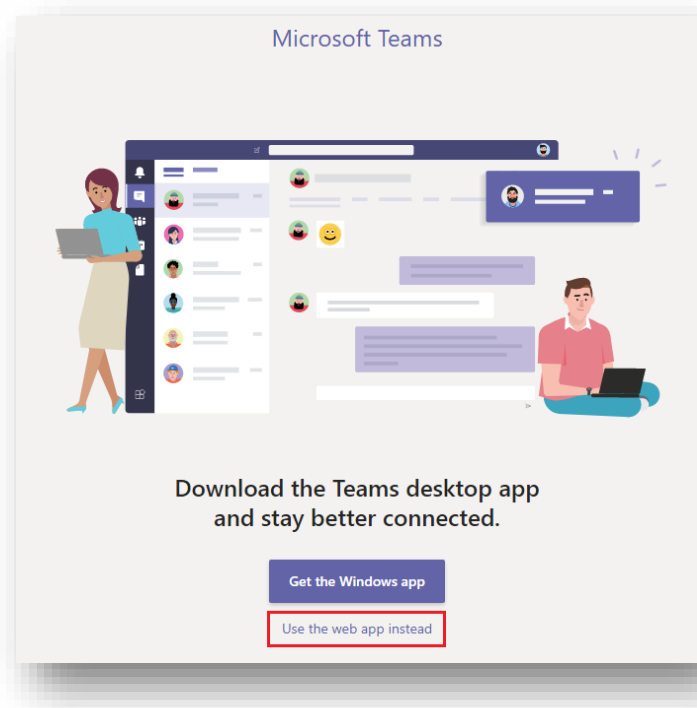 Microsoft Teams
Download the Teams desktop app
and stay better connected.
Get the Windows app
Use the web app instead